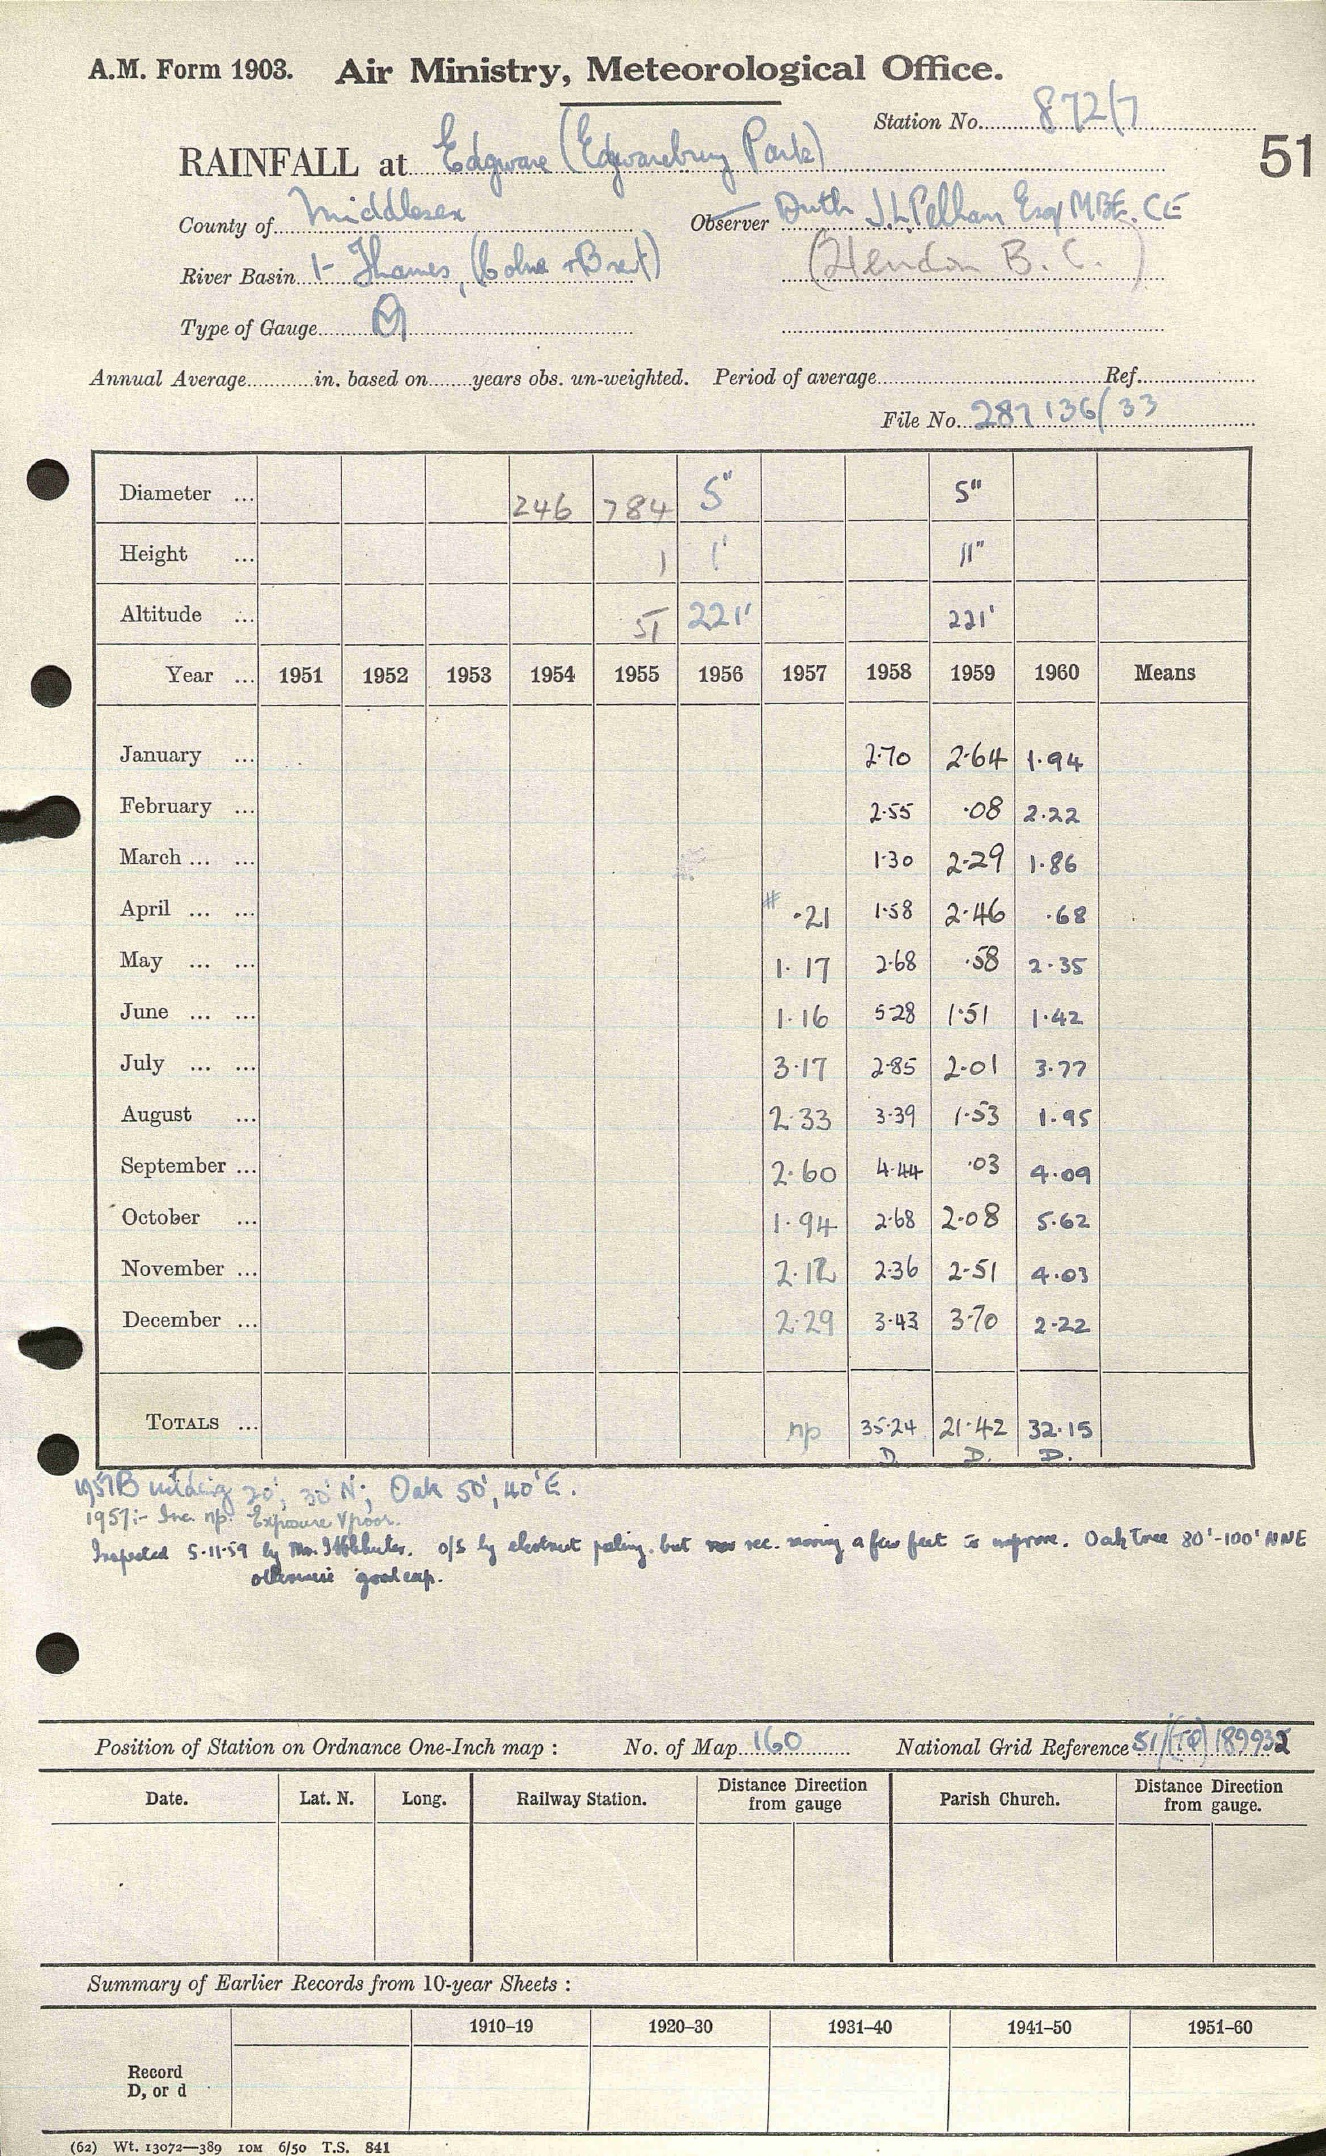 A.M. Form 1903. Air Ministry, Meteorological Office.
Station No. 872/7
51
RAINFALL at Edgware (Edgwarebury Park)
County of Middlesex Observer Auth J.L. Pelham Esq MBE. CE
River Basin 1- Thames, (Colne + Brent) (Hendon B.C.)
Type of Gauge M
Annual Average in. based on years obs. un-weighted. Period of average Ref.
File No. 287136/33
Diameter ... 246 784 5" 5"
Height ... 1 1' 11"
Altitude ... 51 221' 221'
Year ... 1951 1952 1953 1954 1955 1956 1957 1958 1959 1960 Means
January ... 2.70 2.64 1.94
February ... 2.55 .08 2.22
March ... ... 1.30 2.29 1.86
April ... ... # .21 1.58 2.46 .68
May ... ... 1.17 2.68 .58 2.35
June ... ... 1.16 5.28 1.51 1.42
July ... ... 3.17 2.85 2.01 3.77
August ... 2.33 3.39 1.53 1.95
September ... 2.60 4.44 .03 4.09
October ... 1.94 2.68 2.08 5.62
November ... 2.12 2.36 2.51 4.03
December ... 2.29 3.43 3.70 2.22
TOTALS ... np 35.24 21.42 32.15
D. D. D.
1957 Building 20', 30' N; Oak 50', 40' E.
1957:- Inc. np. Exposure V poor.
Inspected 5-11-59 by Mr. o/s by chestnut paling. but rec. moving a few feet to improve. Oak Tree 80'-100' NNE
otherwise good exp.
Position of Station on Ordnance One-Inch map : No. of Map 160 National Grid Reference 51/(TQ) 189932
Date. Lat. N. Long. Railway Station. Distance Direction from gauge Parish Church. Distance Direction from gauge.
Summary of Earlier Records from 10-year Sheets :
1910–19 1920–30 1931–40 1941–50 1951–60
Record
D, or d
(62) Wt. 13072—389 10M 6/50 T.S. 841